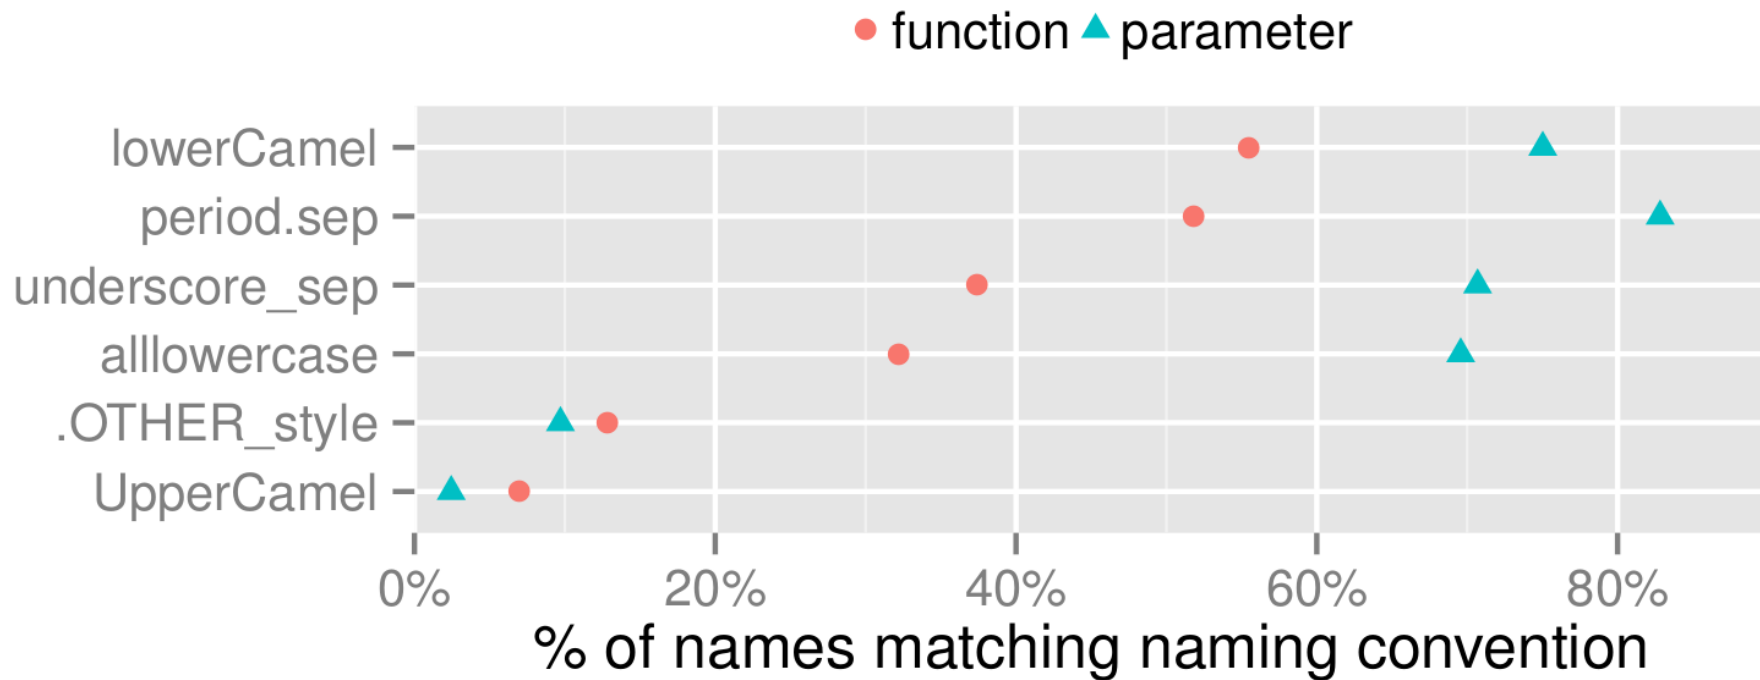 function parameter
lowerCamel
period.sep
underscore_sep
alllowercase
.OTHER_style
UpperCamel
0% 20% 40% 60% 80%
% of names matching naming convention